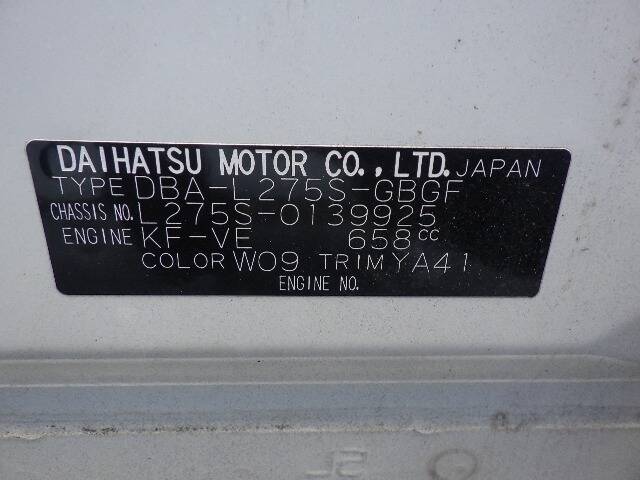 DAIHATSU MOTOR CO., LTD. JAPAN
TYPE DBA-L275S-GBGF
CHASSIS NO. L275S-0139925
ENGINE KF-VE 658cc
COLOR W09 TRIM YA41
ENGINE NO.